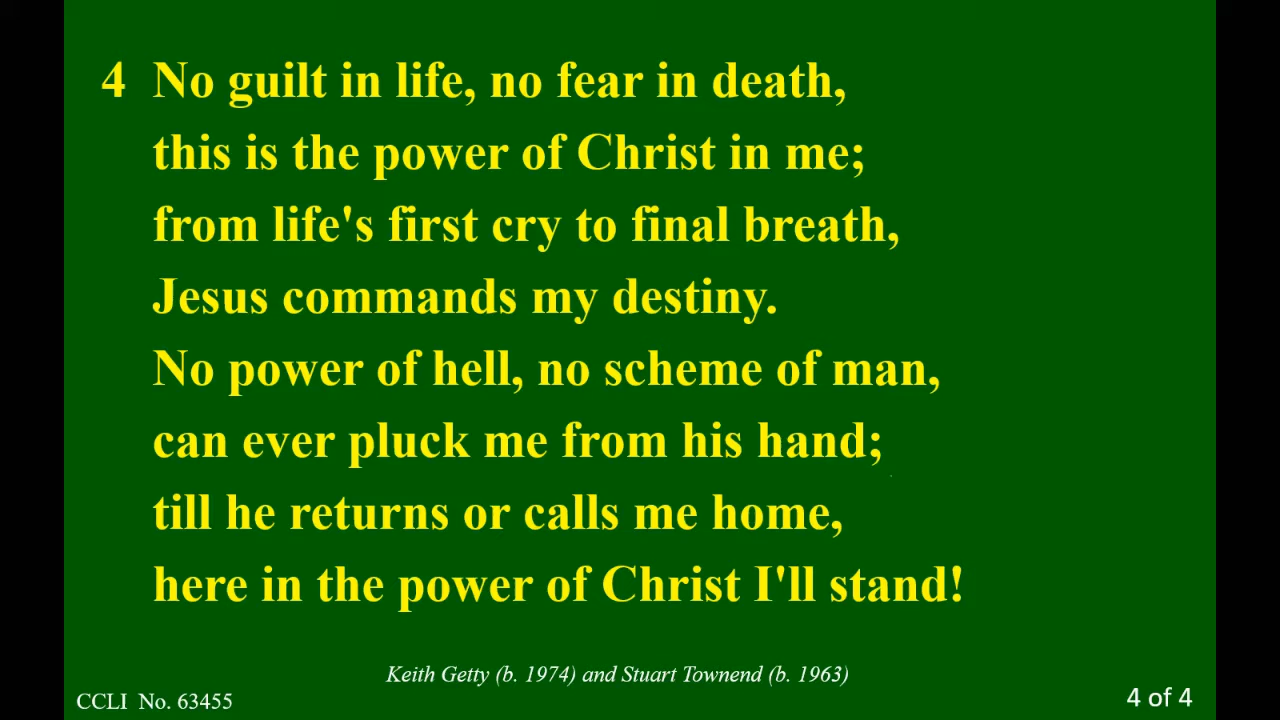 4 No guilt in life, no fear in death,
this is the power of Christ in me;
from life's first cry to final breath,
Jesus commands my destiny.
No power of hell, no scheme of man,
can ever pluck me from his hand;
till he returns or calls me home,
here in the power of Christ I'll stand!
Keith Getty (b. 1974) and Stuart Townend (b. 1963)
CCLI No. 63455
4 of 4